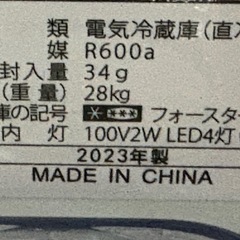 類 電気冷蔵庫(直
媒 R600a
封入量 34g
(重量) 28kg
庫の記号 * *** フォースター
内 灯 100V2W LED4灯(
2023年製
MADE IN CHINA